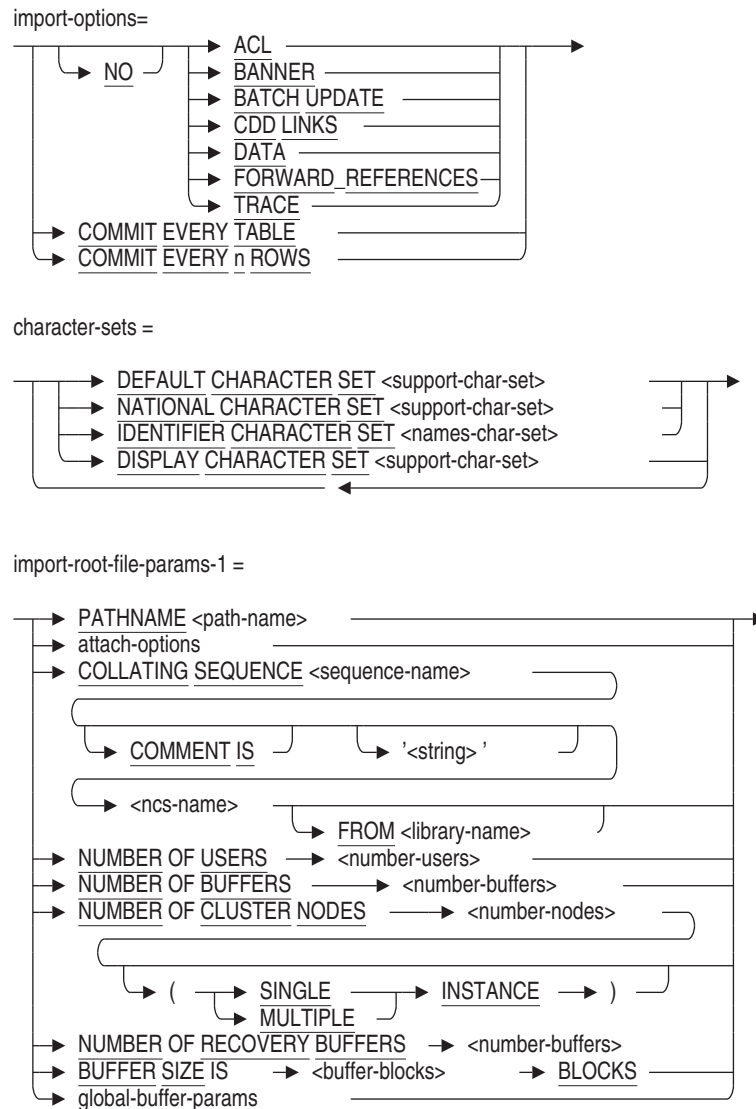 import-options=
NO
ACL
BANNER
BATCH UPDATE
CDD LINKS
DATA
FORWARD_REFERENCES
TRACE
COMMIT EVERY TABLE
COMMIT EVERY n ROWS
character-sets =
DEFAULT CHARACTER SET <support-char-set>
NATIONAL CHARACTER SET <support-char-set>
IDENTIFIER CHARACTER SET <names-char-set>
DISPLAY CHARACTER SET <support-char-set>
import-root-file-params-1 =
PATHNAME <path-name>
attach-options
COLLATING SEQUENCE <sequence-name>
COMMENT IS '<string> '
<ncs-name>
FROM <library-name>
NUMBER OF USERS <number-users>
NUMBER OF BUFFERS <number-buffers>
NUMBER OF CLUSTER NODES <number-nodes>
( SINGLE INSTANCE )
MULTIPLE
NUMBER OF RECOVERY BUFFERS <number-buffers>
BUFFER SIZE IS <buffer-blocks> BLOCKS
global-buffer-params